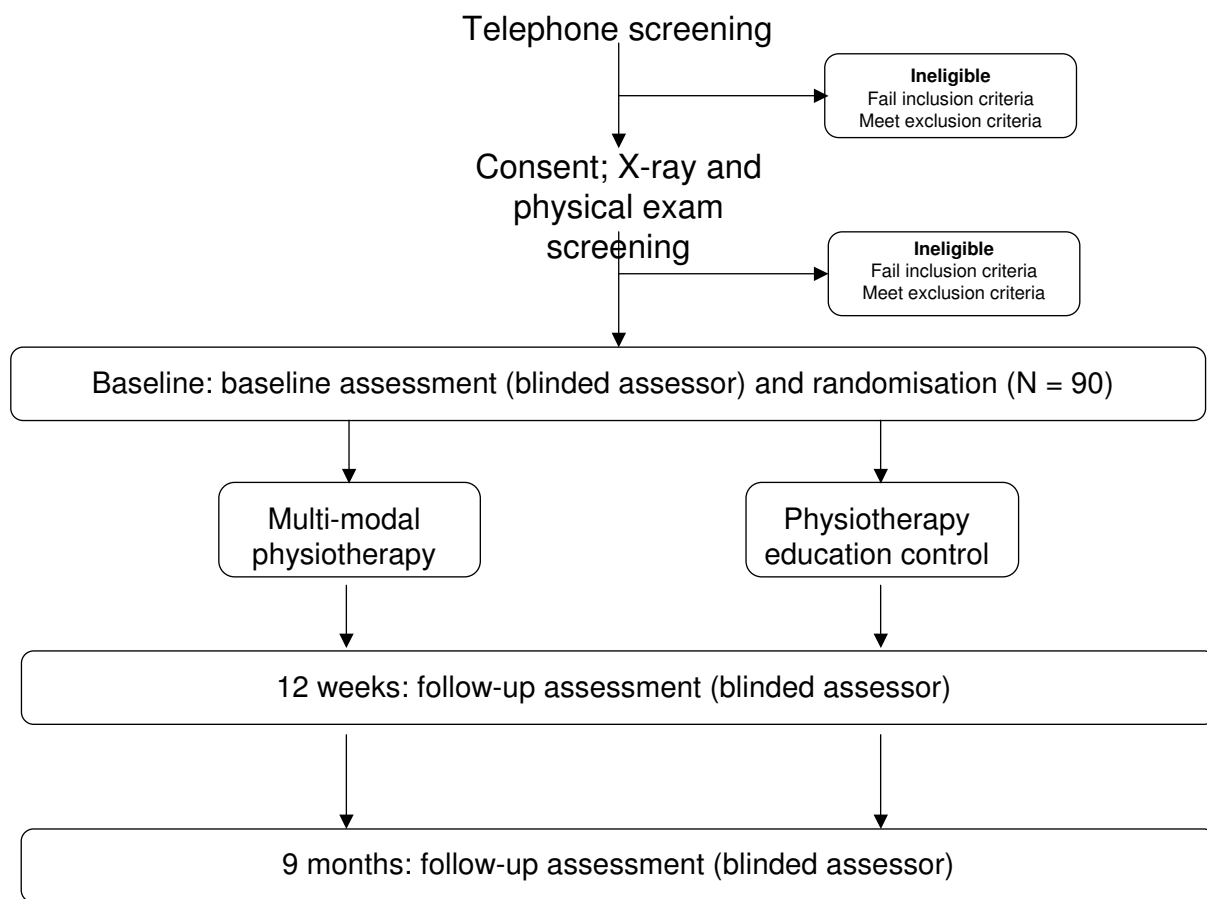 Telephone screening
Ineligible
Fail inclusion criteria
Meet exclusion criteria
Consent; X-ray and
physical exam
screening
Ineligible
Fail inclusion criteria
Meet exclusion criteria
Baseline: baseline assessment (blinded assessor) and randomisation (N = 90)
Multi-modal
physiotherapy
Physiotherapy
education control
12 weeks: follow-up assessment (blinded assessor)
9 months: follow-up assessment (blinded assessor)